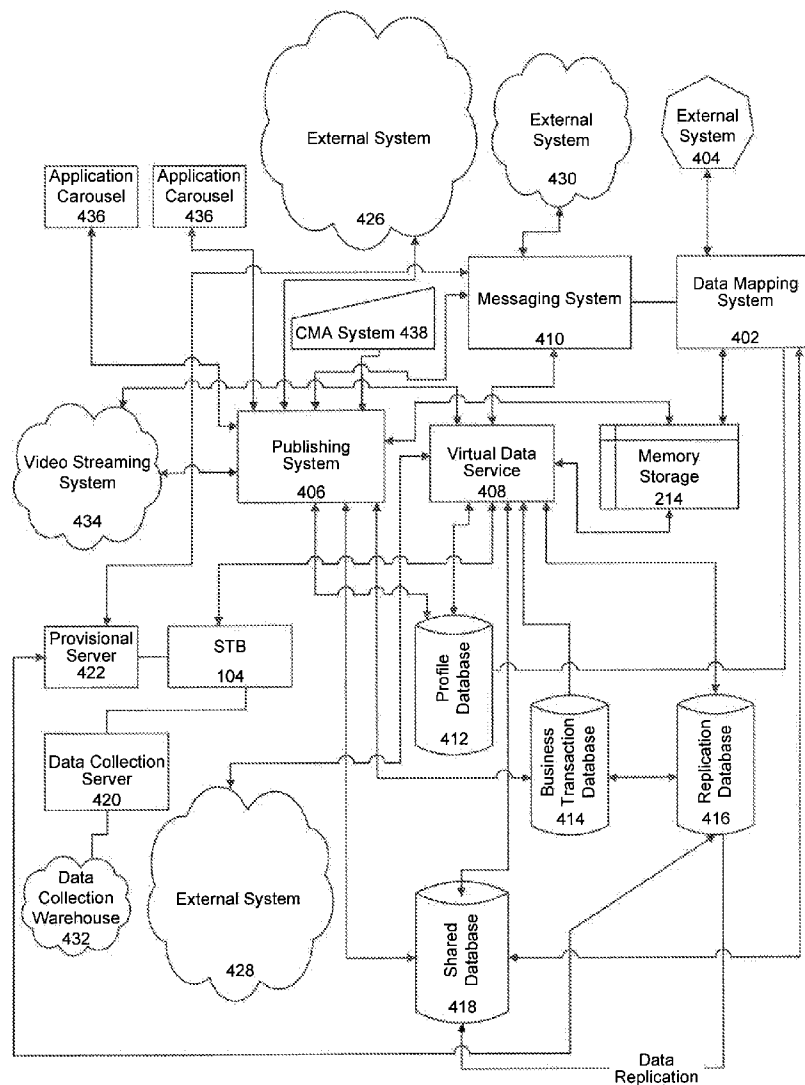 External System
426
External
System
430
External
System
404
Application
Carousel
436
Application
Carousel
436
Messaging System
410
Data Mapping
System
402
CMA System 438
Video Streaming
System
434
Publishing
System
406
Virtual Data
Service
408
Memory
Storage
214
Provisional
Server
422
STB
104
Profile
Database
412
Data Collection
Server
420
Business
Transaction
Database
414
Replication
Database
416
Data
Collection
Warehouse
432
External System
428
Shared
Database
418
Data
Replication